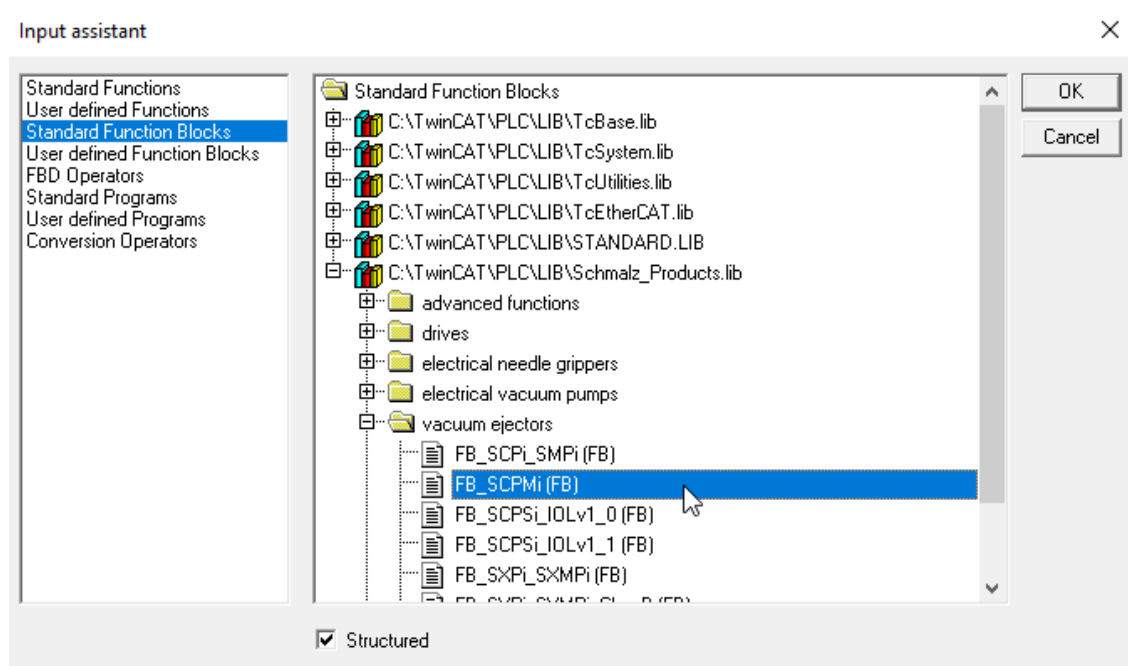 Input assistant
Standard Functions
User defined Functions
Standard Function Blocks
User defined Function Blocks
FBD Operators
Standard Programs
User defined Programs
Conversion Operators
Standard Function Blocks
C:\TwinCAT\PLC\LIB\TcBase.lib
C:\TwinCAT\PLC\LIB\TcSystem.lib
C:\TwinCAT\PLC\LIB\TcUtilities.lib
C:\TwinCAT\PLC\LIB\TcEtherCAT.lib
C:\TwinCAT\PLC\LIB\STANDARD.LIB
C:\TwinCAT\PLC\LIB\Schmalz_Products.lib
advanced functions
drives
electrical needle grippers
electrical vacuum pumps
vacuum ejectors
FB_SCPi_SMPi (FB)
FB_SCPMi (FB)
FB_SCPSi_IOLv1_0 (FB)
FB_SCPSi_IOLv1_1 (FB)
FB_SXPi_SXMPi (FB)
OK
Cancel
Structured